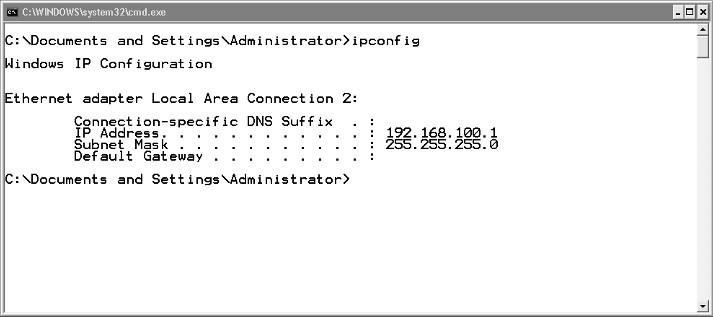 C:\WINDOWS\system32\cmd.exe
C:\Documents and Settings\Administrator>ipconfig
Windows IP Configuration
Ethernet adapter Local Area Connection 2:
Connection-specific DNS Suffix . :
IP Address. . . . . . . . . . . . : 192.168.100.1
Subnet Mask . . . . . . . . . . . : 255.255.255.0
Default Gateway . . . . . . . . . :
C:\Documents and Settings\Administrator>